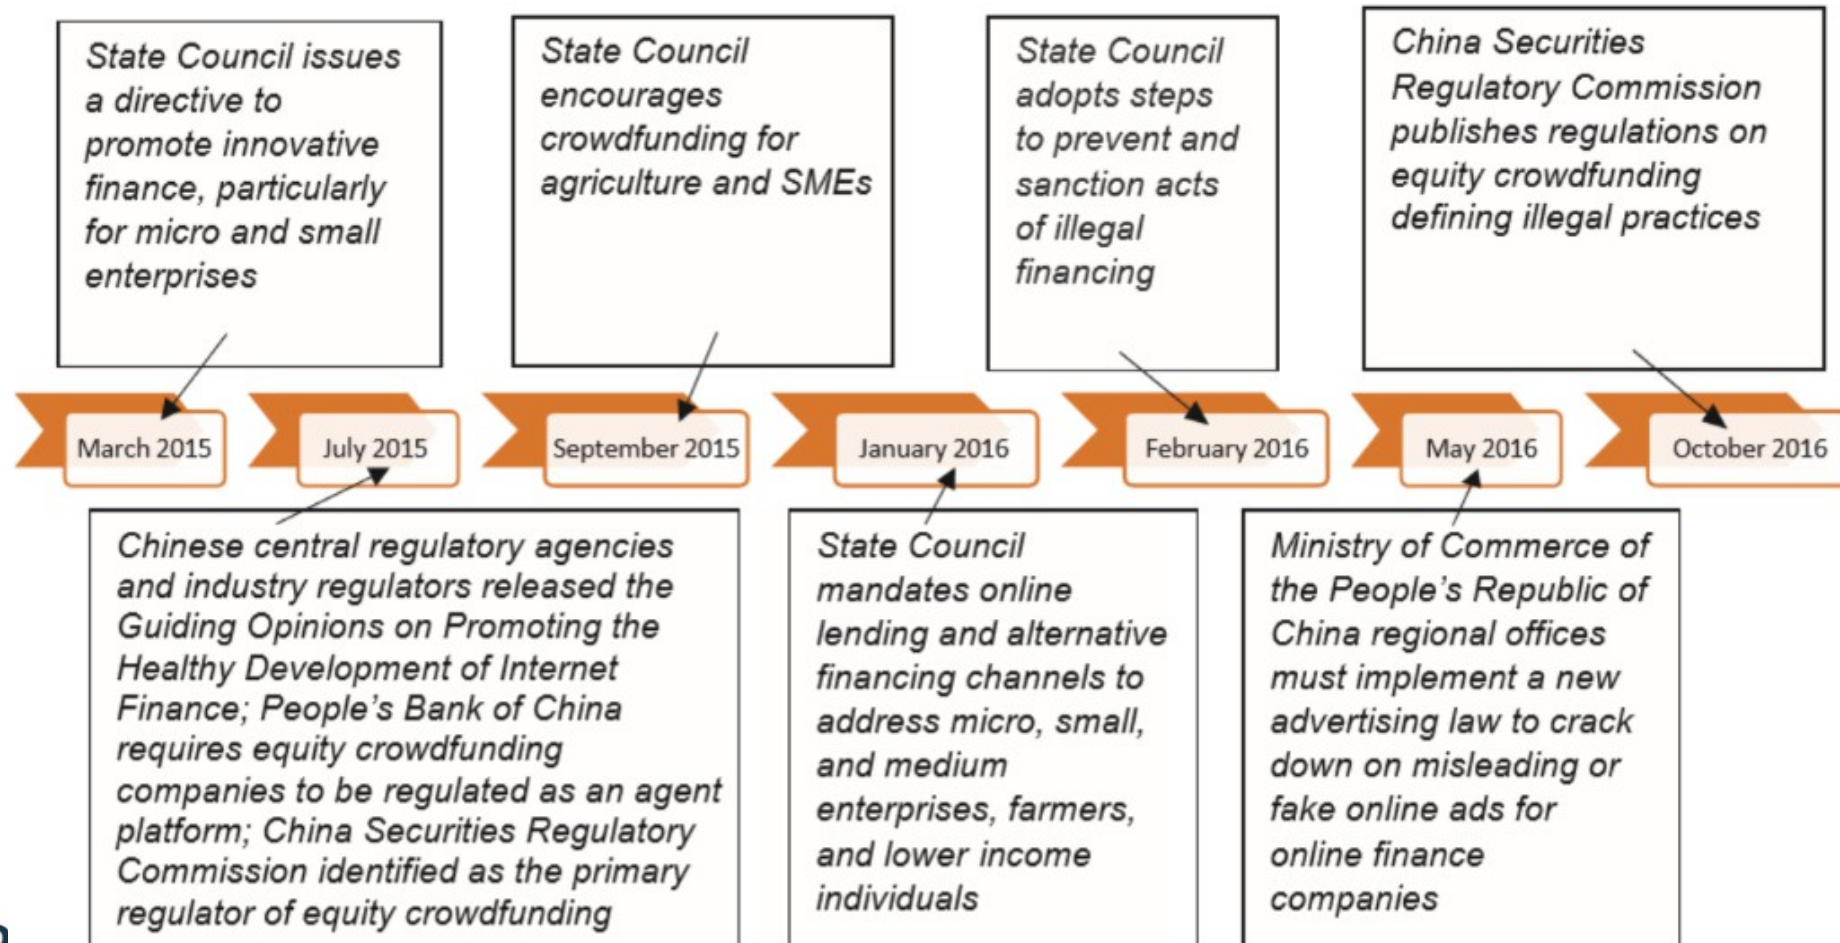 State Council issues
a directive to
promote innovative
finance, particularly
for micro and small
enterprises
State Council
encourages
crowdfunding for
agriculture and SMEs
State Council
adopts steps
to prevent and
sanction acts
of illegal
financing
China Securities
Regulatory Commission
publishes regulations on
equity crowdfunding
defining illegal practices
March 2015
July 2015
September 2015
January 2016
February 2016
May 2016
October 2016
Chinese central regulatory agencies
and industry regulators released the
Guiding Opinions on Promoting the
Healthy Development of Internet
Finance; People's Bank of China
requires equity crowdfunding
companies to be regulated as an agent
platform; China Securities Regulatory
Commission identified as the primary
regulator of equity crowdfunding
State Council
mandates online
lending and alternative
financing channels to
address micro, small,
and medium
enterprises, farmers,
and lower income
individuals
Ministry of Commerce of
the People's Republic of
China regional offices
must implement a new
advertising law to crack
down on misleading or
fake online ads for
online finance
companies